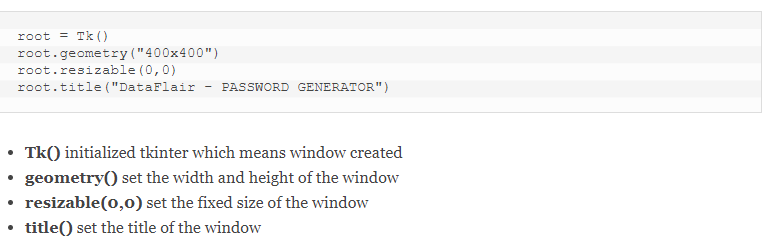 root = Tk()
root.geometry("400x400")
root.resizable(0,0)
root.title("DataFlair - PASSWORD GENERATOR")
• Tk() initialized tkinter which means window created
• geometry() set the width and height of the window
• resizable(0,0) set the fixed size of the window
• title() set the title of the window